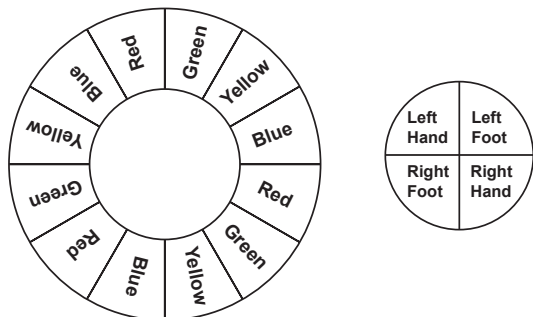 Green
Yellow
Blue
Red
Green
Yellow
Blue
Red
Green
Yellow
Blue
Red
Left
Hand
Left
Foot
Right
Foot
Right
Hand